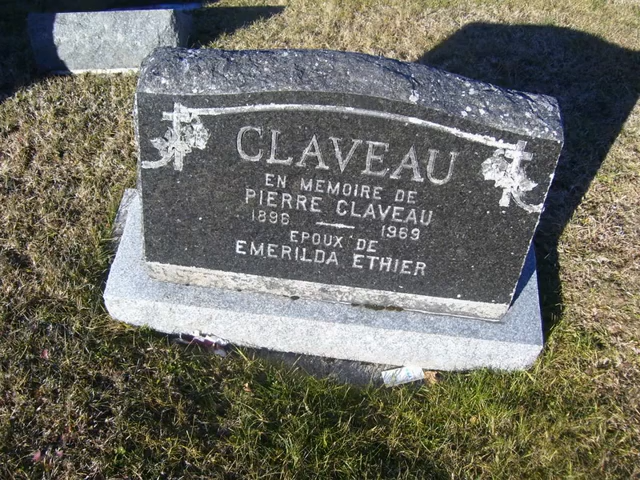 CLAVEAU
EN MEMOIRE DE
PIERRE CLAVEAU
1896 — 1969
EPOUX DE
EMERILDA ETHIER